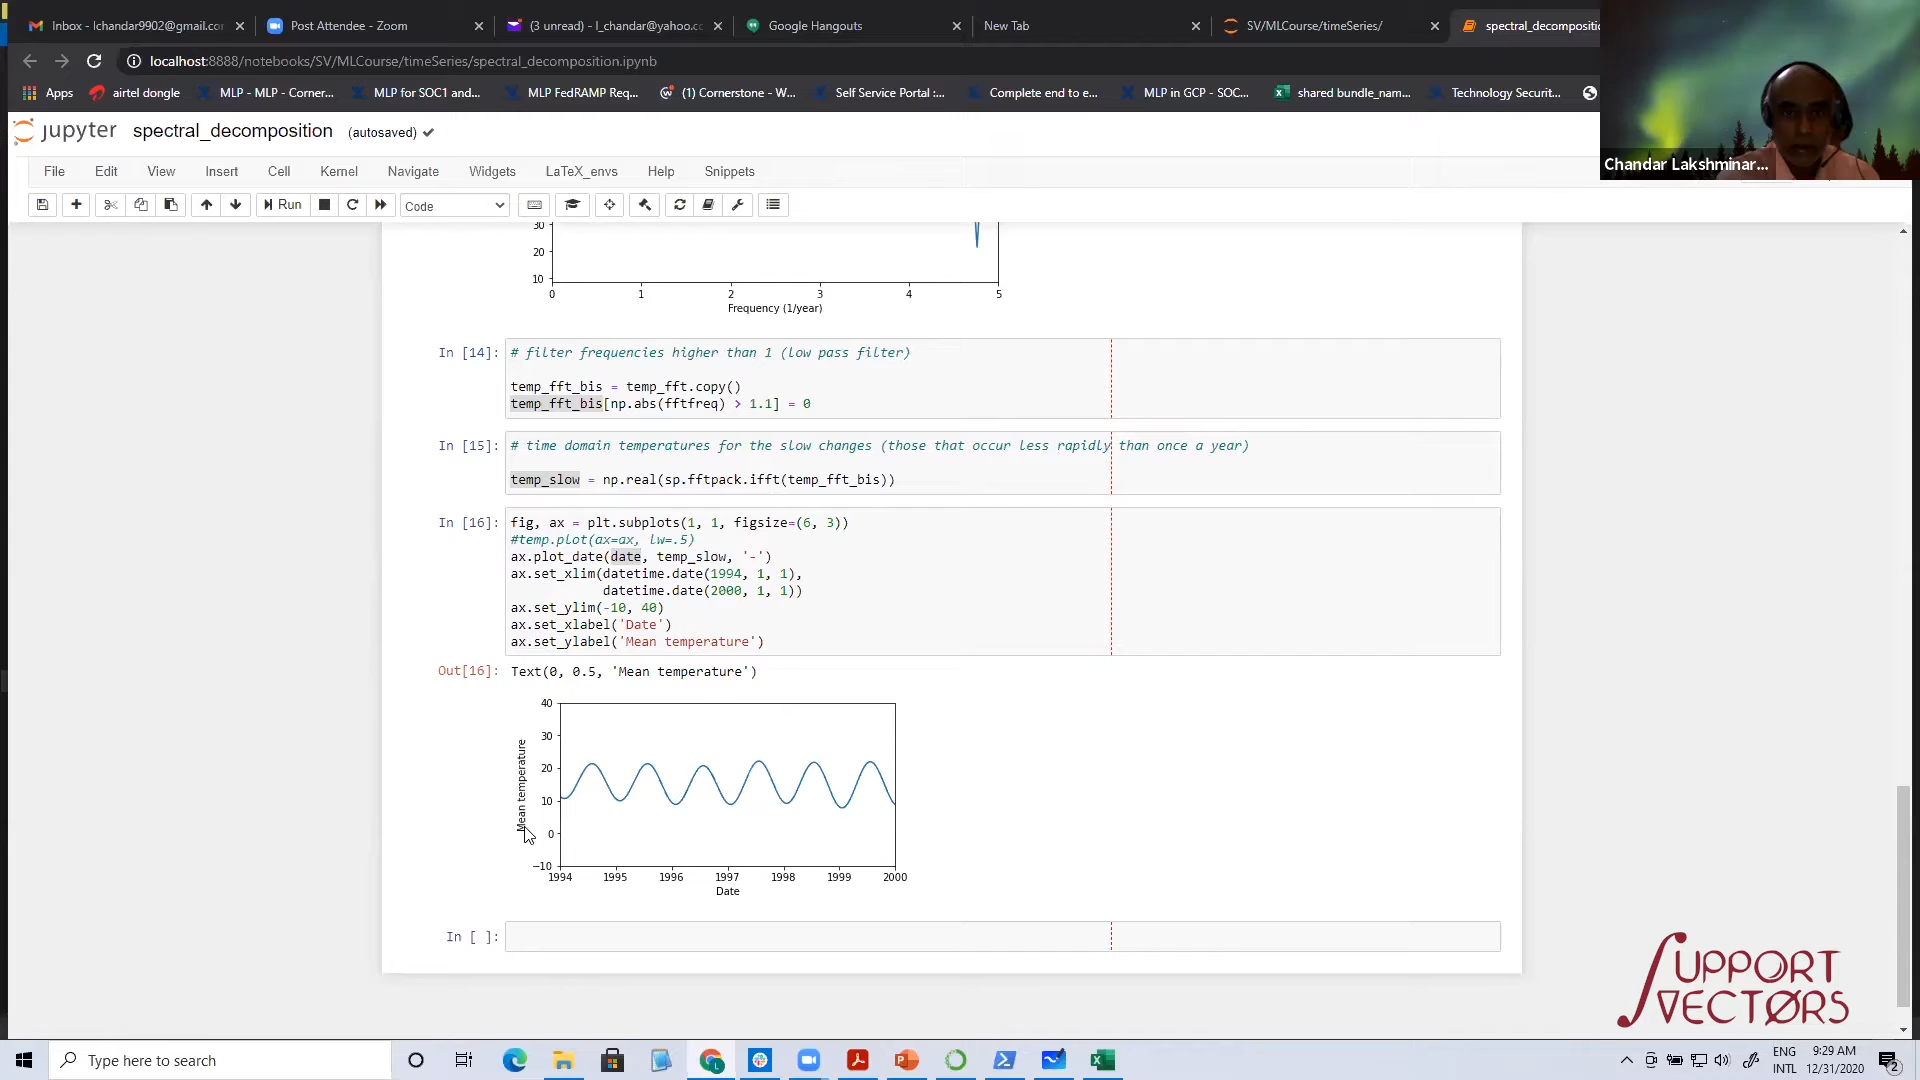 Inbox - lchandar9902@gmail.co
Post Attendee - Zoom
(3 unread) - l_chandar@yahoo.c
Google Hangouts
New Tab
SV/MLCourse/timeSeries/
spectral_decompositi
localhost:8888/notebooks/SV/MLCourse/timeSeries/spectral_decomposition.ipynb
Apps
airtel dongle
MLP - MLP - Corner...
MLP for SOC1 and...
MLP FedRAMP Req...
(1) Cornerstone - W...
Self Service Portal :...
Complete end to e...
MLP in GCP - SOC...
shared bundle_nam...
Technology Securit...
Chandar Lakshminar...
jupyter spectral_decomposition (autosaved)
File Edit View Insert Cell Kernel Navigate Widgets LaTeX_envs Help Snippets
Run
Code
30
20
10
0 1 2 3 4 5
Frequency (1/year)
In [14]:
# filter frequencies higher than 1 (low pass filter)
temp_fft_bis = temp_fft.copy()
temp_fft_bis[np.abs(fftfreq) > 1.1] = 0
In [15]:
# time domain temperatures for the slow changes (those that occur less rapidly than once a year)
temp_slow = np.real(sp.fftpack.ifft(temp_fft_bis))
In [16]:
fig, ax = plt.subplots(1, 1, figsize=(6, 3))
#temp.plot(ax=ax, lw=.5)
ax.plot_date(date, temp_slow, '-')
ax.set_xlim(datetime.date(1994, 1, 1),
datetime.date(2000, 1, 1))
ax.set_ylim(-10, 40)
ax.set_xlabel('Date')
ax.set_ylabel('Mean temperature')
Out[16]:
Text(0, 0.5, 'Mean temperature')
Mean temperature
40
30
20
10
0
−10
1994 1995 1996 1997 1998 1999 2000
Date
In [ ]:
SUPPORT
VECTORS
Type here to search
ENG
INTL
9:29 AM
12/31/2020
2